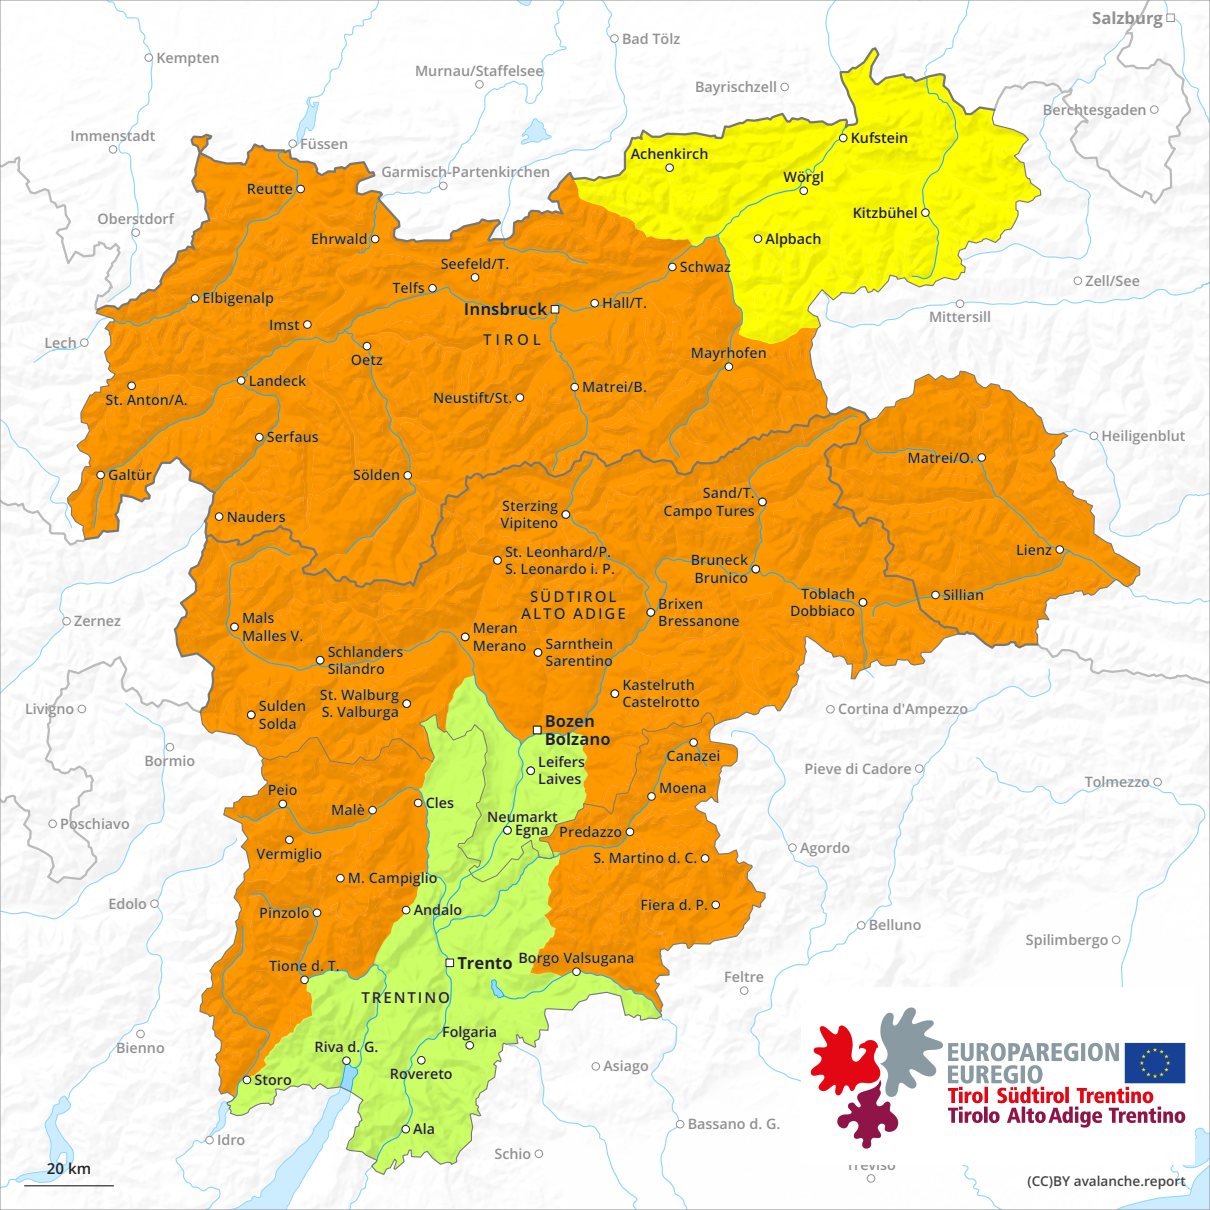 Salzburg
Bad Tölz
Kempten
Murnau/Staffelsee
Bayrischzell
Berchtesgaden
Immenstadt
Füssen
Kufstein
Achenkirch
Garmisch-Partenkirchen
Wörgl
Reutte
Oberstdorf
Kitzbühel
Ehrwald
Alpbach
Seefeld/T.
Schwaz
Telfs
Zell/See
Elbigenalp
Innsbruck
Hall/T.
Mittersill
Imst
TIROL
Lech
Oetz
Mayrhofen
Landeck
Matrei/B.
St. Anton/A.
Neustift/St.
Serfaus
Heiligenblut
Matrei/O.
Galtür
Sölden
Sand/T.
Campo Tures
Sterzing
Vipiteno
Nauders
St. Leonhard/P.
S. Leonardo i. P.
Lienz
Bruneck
Brunico
SÜDTIROL
ALTO ADIGE
Toblach
Dobbiaco
Sillian
Brixen
Bressanone
Mals
Malles V.
Zernez
Meran
Merano
Sarnthein
Sarentino
Schlanders
Silandro
Kastelruth
Castelrotto
St. Walburg
S. Valburga
Sulden
Solda
Livigno
Cortina d'Ampezzo
Bozen
Bolzano
Bormio
Canazei
Leifers
Laives
Pieve di Cadore
Tolmezzo
Peio
Moena
Malè
Cles
Neumarkt
Egna
Poschiavo
Predazzo
Vermiglio
S. Martino d. C.
Agordo
M. Campiglio
Edolo
Pinzolo
Andalo
Fiera d. P.
Belluno
Spilimbergo
Trento
Borgo Valsugana
Tione d. T.
Feltre
TRENTINO
Folgaria
Bienno
Riva d. G.
Rovereto
Asiago
Storo
EUROPAREGION
EUREGIO
Tirol Südtirol Trentino
Tirolo Alto Adige Trentino
Ala
Bassano d. G.
Idro
Schio
Treviso
20 km
(CC)BY avalanche.report